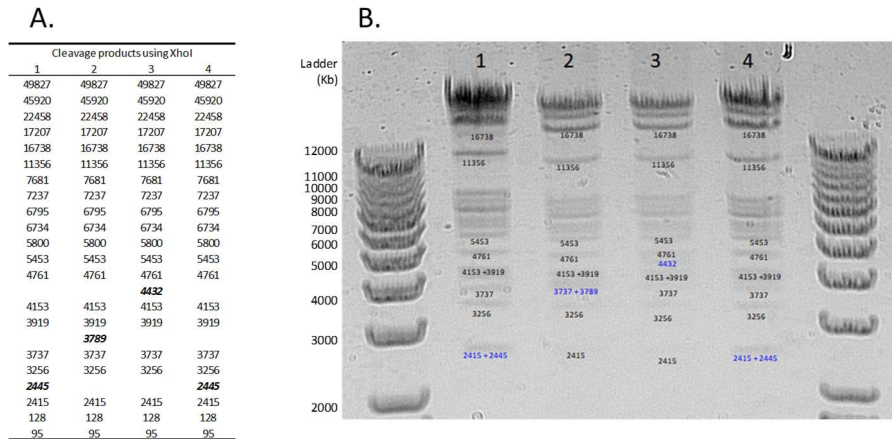 A.
Cleavage products using XhoI
1 2 3 4
49827 49827 49827 49827
45920 45920 45920 45920
22458 22458 22458 22458
17207 17207 17207 17207
16738 16738 16738 16738
11356 11356 11356 11356
7681 7681 7681 7681
7237 7237 7237 7237
6795 6795 6795 6795
6734 6734 6734 6734
5800 5800 5800 5800
5453 5453 5453 5453
4761 4761 4761 4761
4432
4153 4153 4153 4153
3919 3919 3919 3919
3789
3737 3737 3737 3737
3256 3256 3256 3256
2445 2445
2415 2415 2415 2415
128 128 128 128
95 95 95 95
B.
Ladder
(Kb)
1 2 3 4
12000
11000
10000
9000
8000
7000
6000
5000
4000
3000
2000
16738 16738 16738 16738
11356 11356 11356 11356
5453 5453 5453 5453
4761 4761 4761 4761
4432
4153 +3919 4153 +3919 4153 +3919 4153 +3919
3737 3737 + 3789 3737 3737
3256 3256 3256 3256
2415 + 2445 2415 2415 2415 + 2445